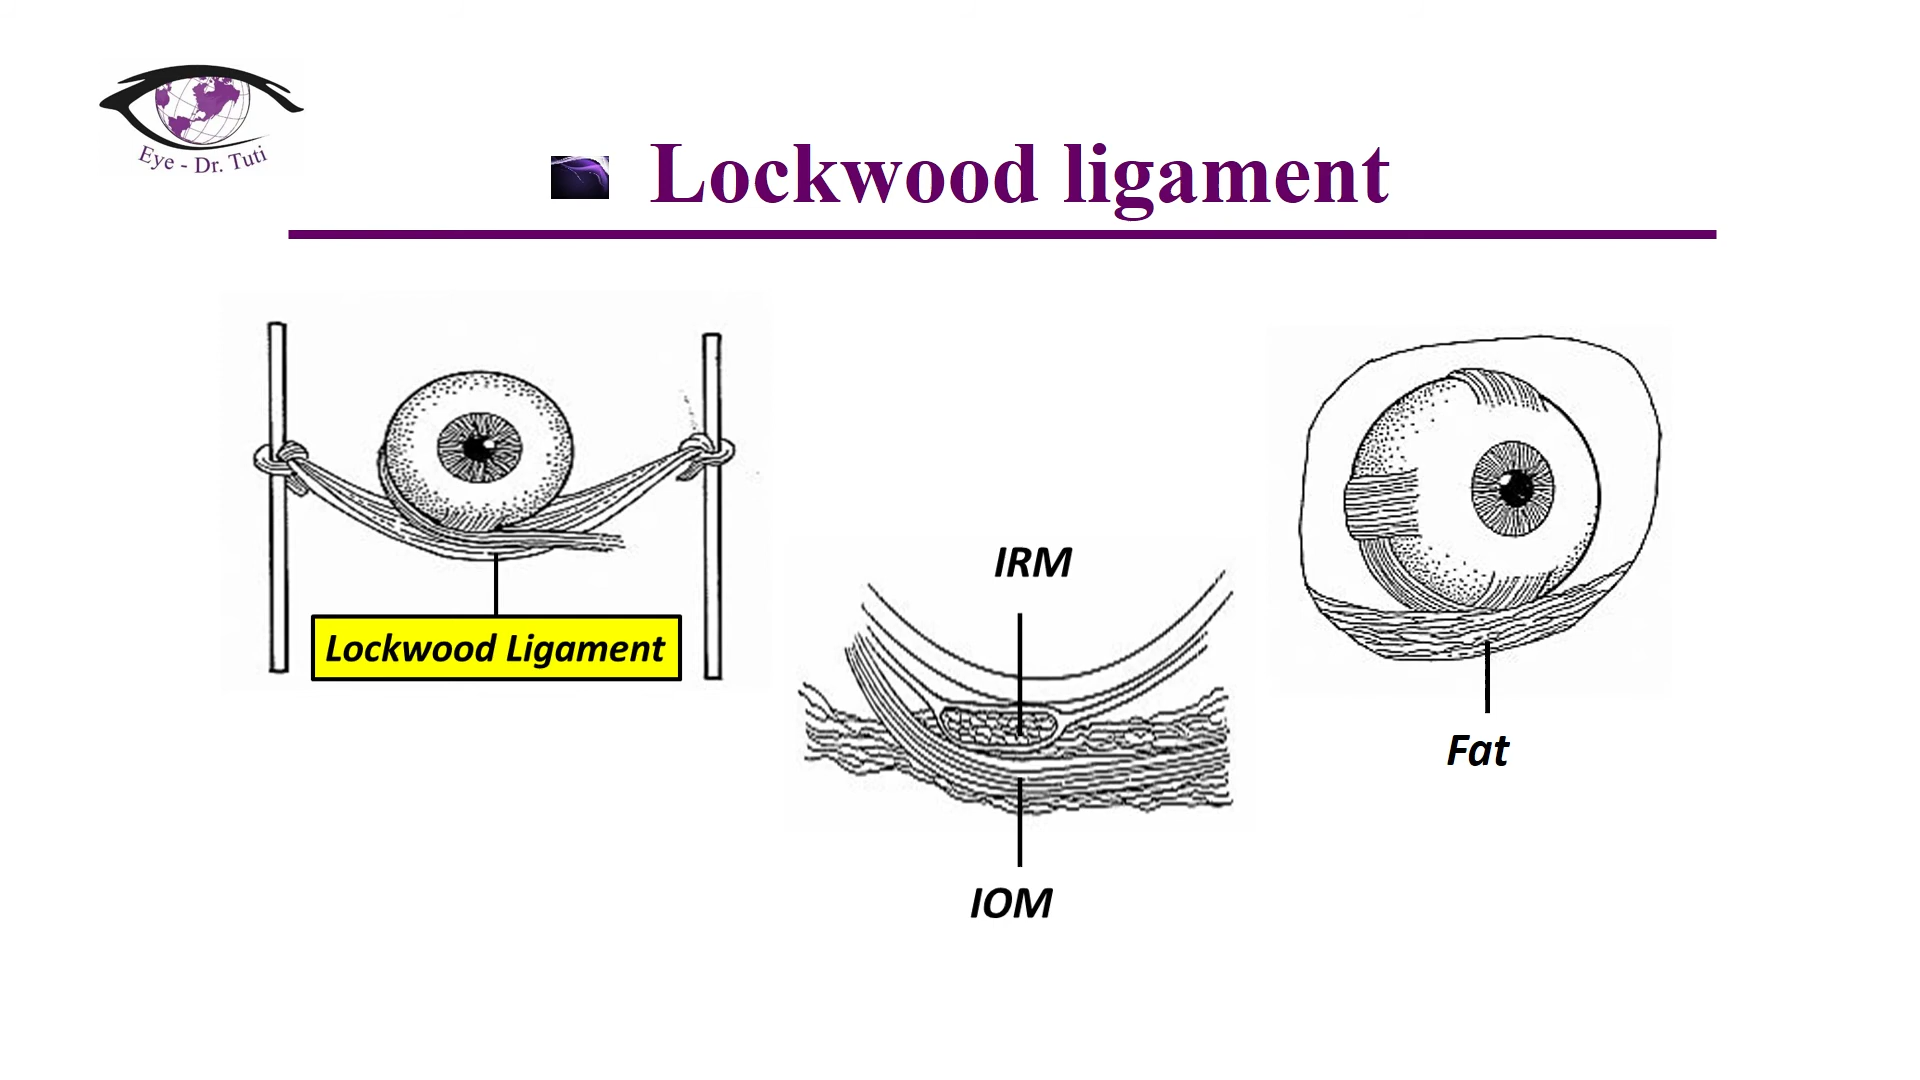 Eye - Dr. Tuti
Lockwood ligament
Lockwood Ligament
IRM
IOM
Fat